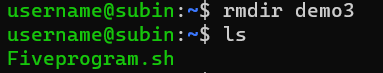 username@subin:~$ rmdir demo3
username@subin:~$ ls
Fiveprogram.sh